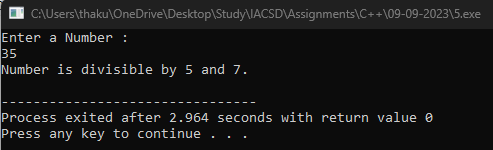 C:\Users\thaku\OneDrive\Desktop\Study\IACSD\Assignments\C++\09-09-2023\5.exe
Enter a Number :
35
Number is divisible by 5 and 7.
--------------------------------
Process exited after 2.964 seconds with return value 0
Press any key to continue . . .